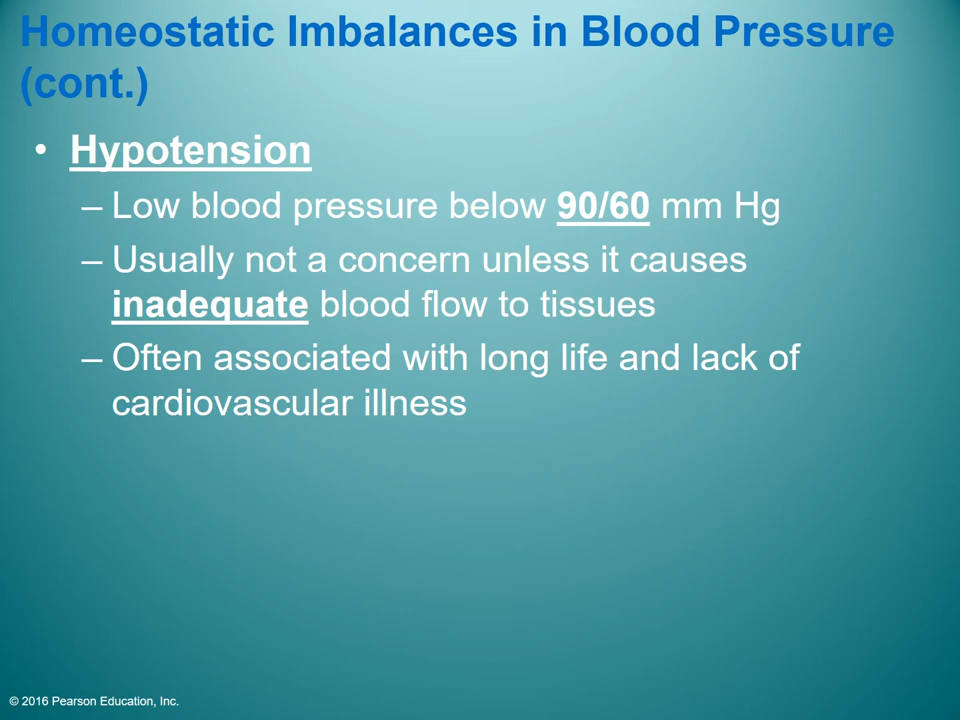 Homeostatic Imbalances in Blood Pressure
(cont.)
• Hypotension
– Low blood pressure below 90/60 mm Hg
– Usually not a concern unless it causes
inadequate blood flow to tissues
– Often associated with long life and lack of
cardiovascular illness
© 2016 Pearson Education, Inc.